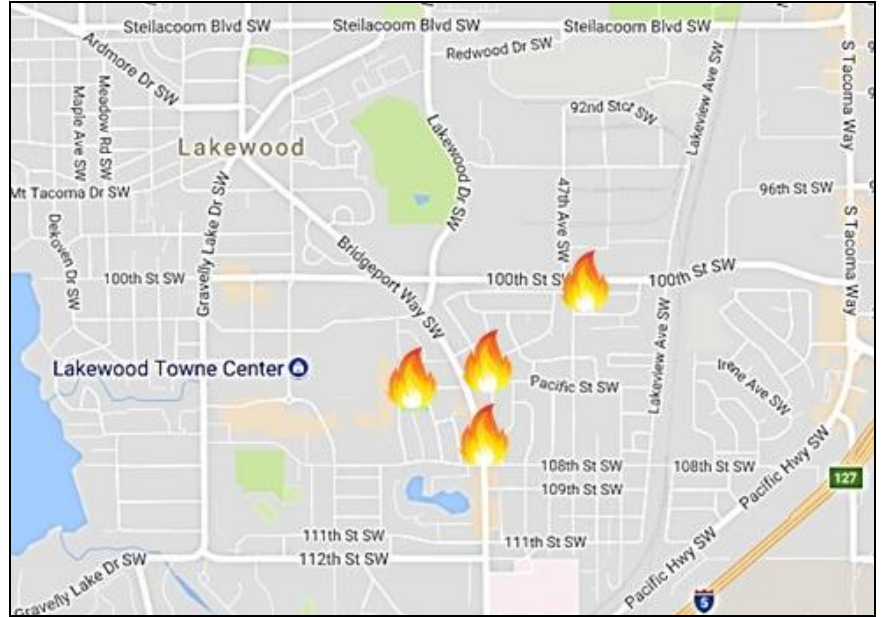 Steilacoom Blvd SW
Steilacoom Blvd SW
Steilacoom Blvd SW
Ardmore Dr SW
Redwood Dr SW
Lakeview Ave SW
S Tacoma Way
Maple Ave SW
Meadow Rd SW
92nd St
SW
Lakewood
Lakewood Dr SW
Mt Tacoma Dr SW
47th Ave SW
96th St SW
Dekoven Dr SW
Gravelly Lake Dr SW
S Tacoma Way
Bridgeport Way SW
100th St SW
100th St S
100th St SW
Lakewood Towne Center
Lakeview Ave SW
Irene Ave SW
Pacific St SW
108th St SW
108th St SW
Pacific Hwy SW
127
109th St SW
111th St SW
111th St SW
112th St SW
Gravelly Lake Dr SW
Pacific Hwy SW
5